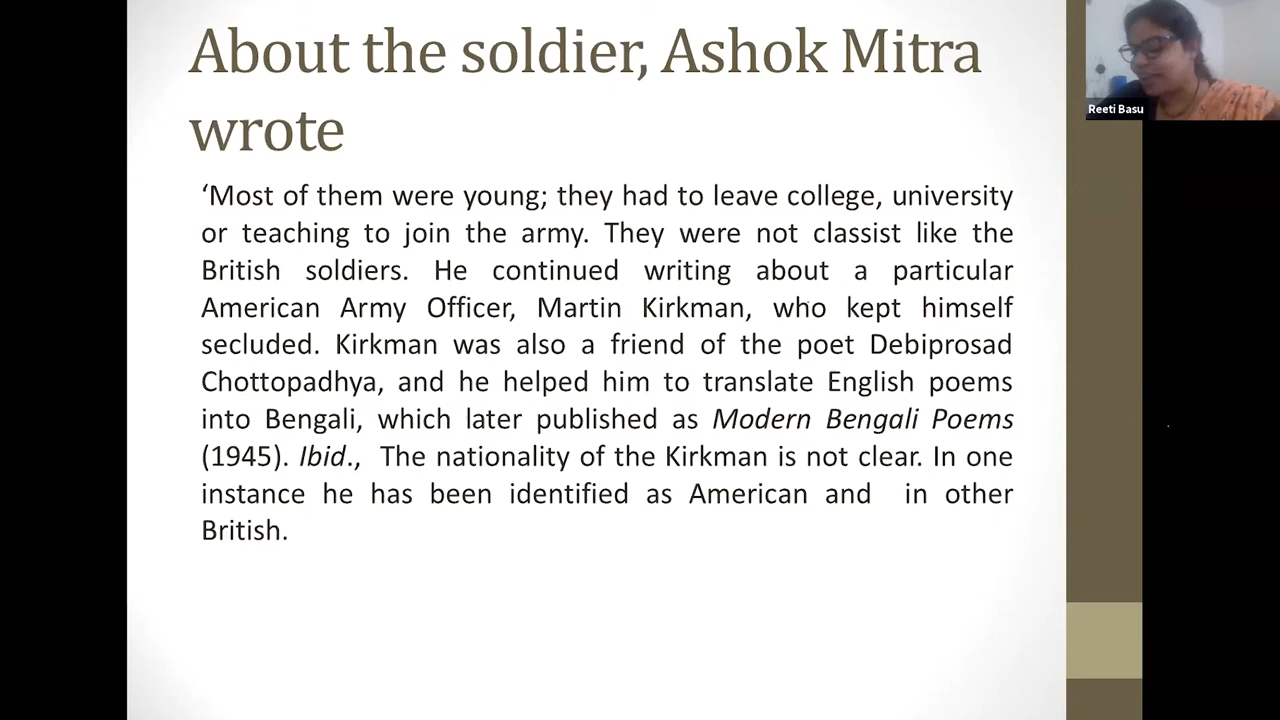 About the soldier, Ashok Mitra
wrote
‘Most of them were young; they had to leave college, university
or teaching to join the army. They were not classist like the
British soldiers. He continued writing about a particular
American Army Officer, Martin Kirkman, who kept himself
secluded. Kirkman was also a friend of the poet Debiprosad
Chottopadhya, and he helped him to translate English poems
into Bengali, which later published as Modern Bengali Poems
(1945). Ibid., The nationality of the Kirkman is not clear. In one
instance he has been identified as American and in other
British.
Reeti Basu